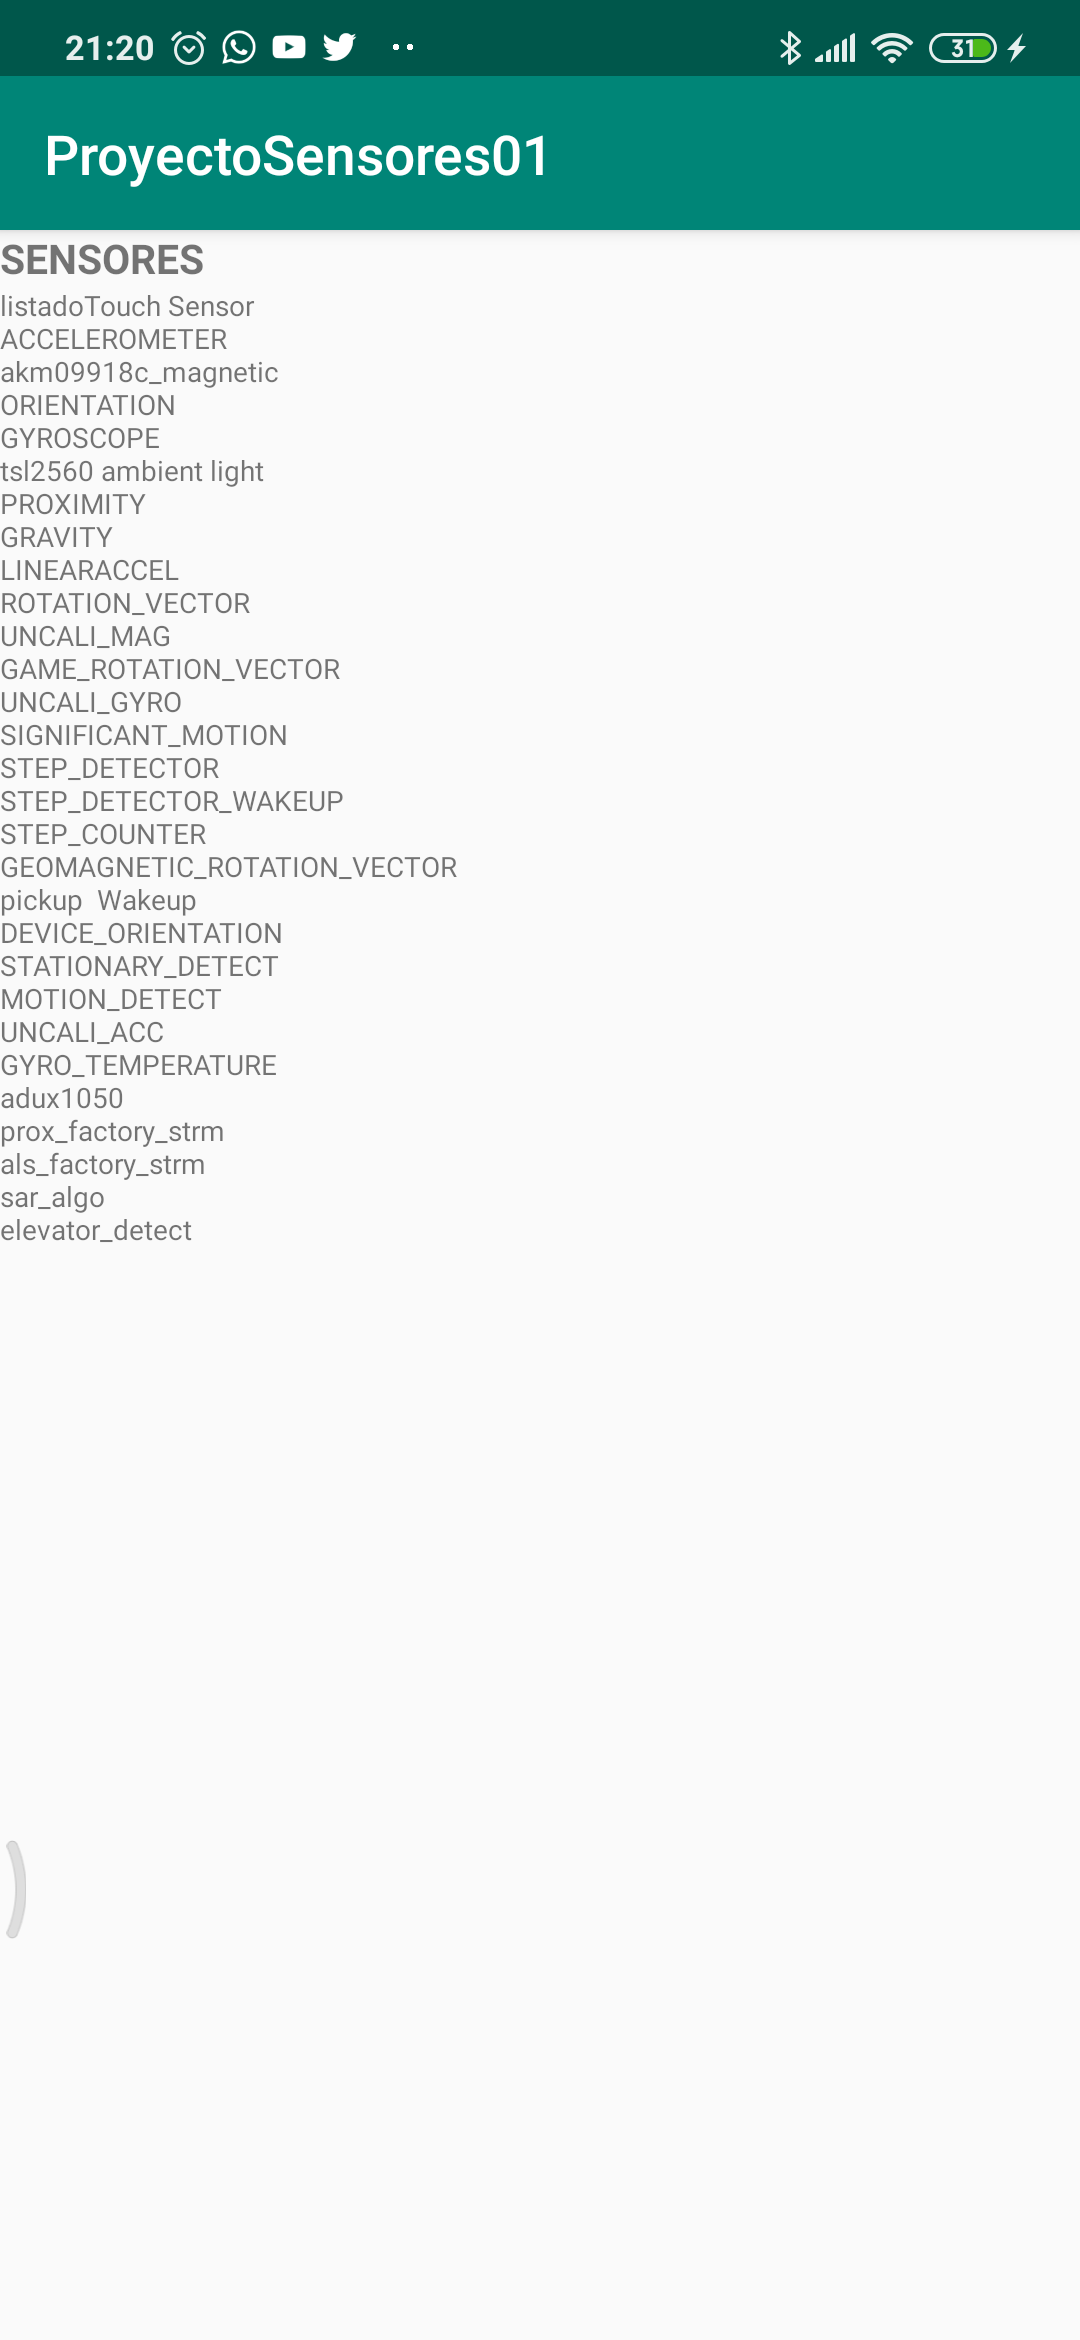 21:20
31
ProyectoSensores01
SENSORES
listadoTouch Sensor
ACCELEROMETER
akm09918c_magnetic
ORIENTATION
GYROSCOPE
tsl2560 ambient light
PROXIMITY
GRAVITY
LINEARACCEL
ROTATION_VECTOR
UNCALI_MAG
GAME_ROTATION_VECTOR
UNCALI_GYRO
SIGNIFICANT_MOTION
STEP_DETECTOR
STEP_DETECTOR_WAKEUP
STEP_COUNTER
GEOMAGNETIC_ROTATION_VECTOR
pickup  Wakeup
DEVICE_ORIENTATION
STATIONARY_DETECT
MOTION_DETECT
UNCALI_ACC
GYRO_TEMPERATURE
adux1050
prox_factory_strm
als_factory_strm
sar_algo
elevator_detect